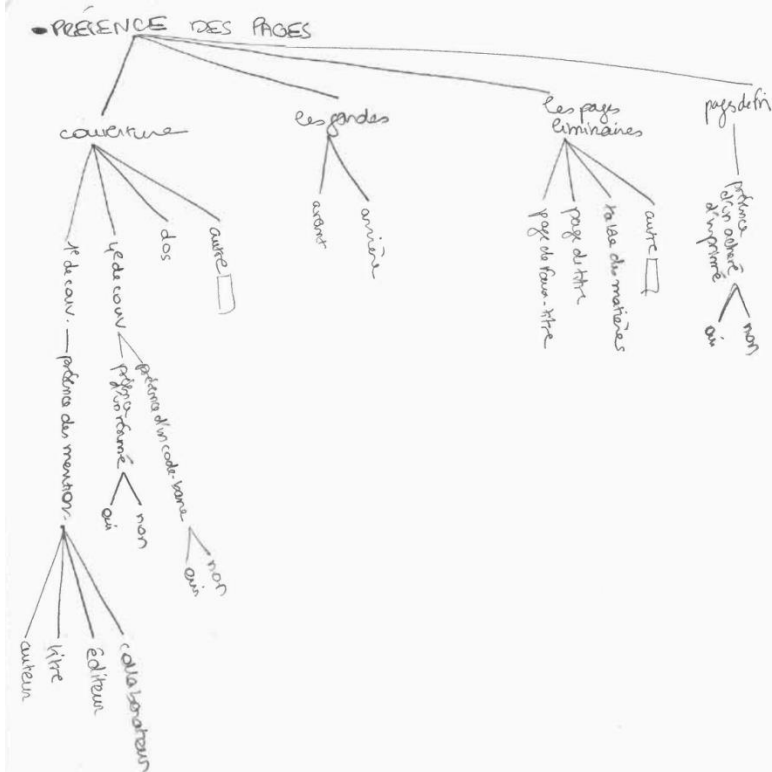 • PRÉSENCE DES PAGES
couverture
les gardes
les pages
liminaires
pages de fin
1e de couv.
4e de couv
dos
autre
avant
arrière
page de faux-titre
page de titre
table des matières
autre
présence
d'un achevé
d'imprimé
oui
non
présence des mention
présence
d'un résumé
présence d'un code-barre
oui
non
oui
non
auteur
titre
éditeur
collaborateur